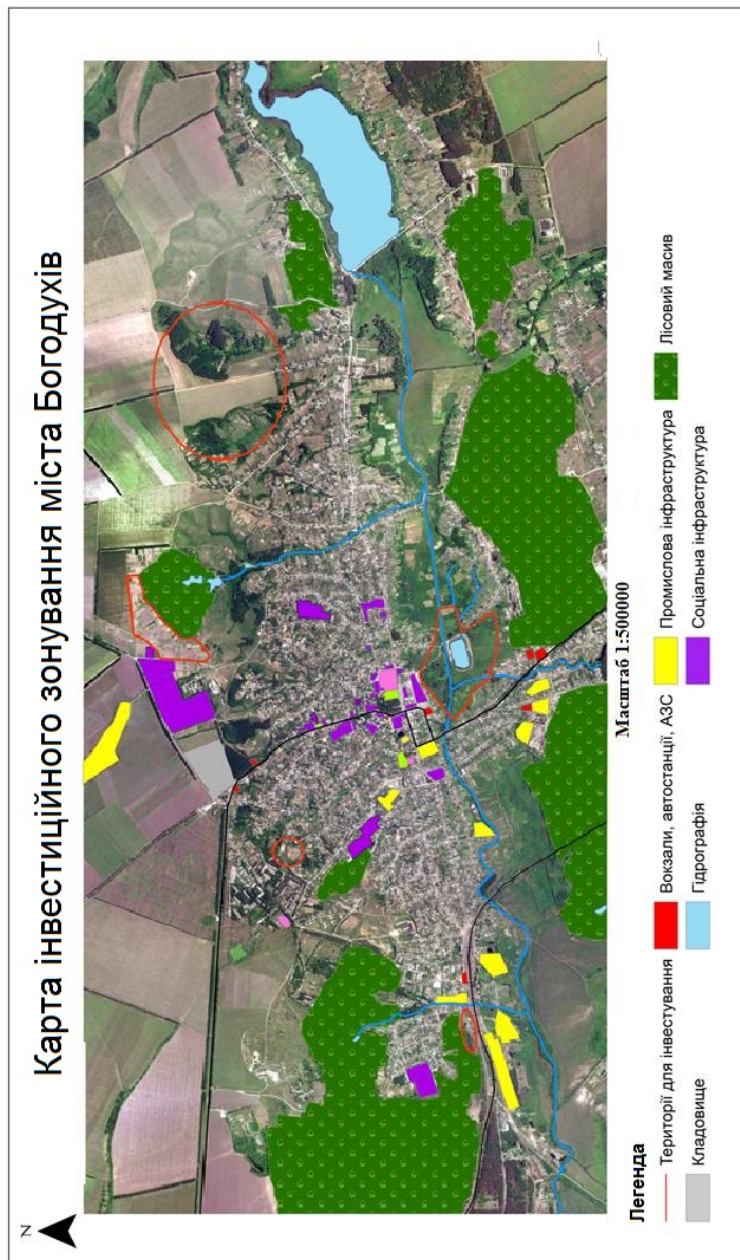 Карта інвестиційного зонування міста Богодухів
N
Масштаб 1:500000
Легенда
Території для інвестування
Вокзали, автостанції, АЗС
Промислова інфраструктура
Лісовий масив
Кладовище
Гідрографія
Соціальна інфраструктура